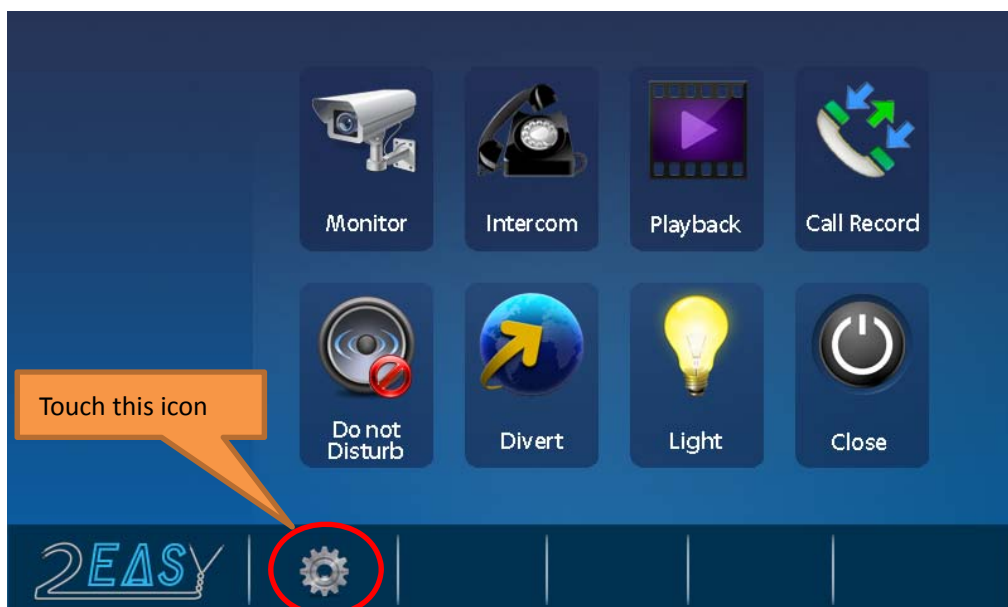 Monitor
Intercom
Playback
Call Record
Touch this icon
Do not
Disturb
Divert
Light
Close
2EASY